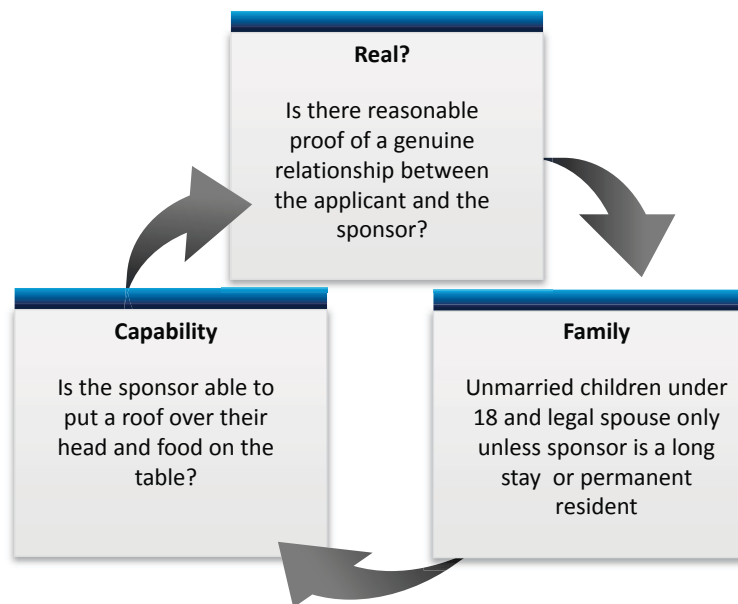 Real?
Is there reasonable
proof of a genuine
relationship between
the applicant and the
sponsor?
Capability
Is the sponsor able to
put a roof over their
head and food on the
table?
Family
Unmarried children under
18 and legal spouse only
unless sponsor is a long
stay  or permanent
resident